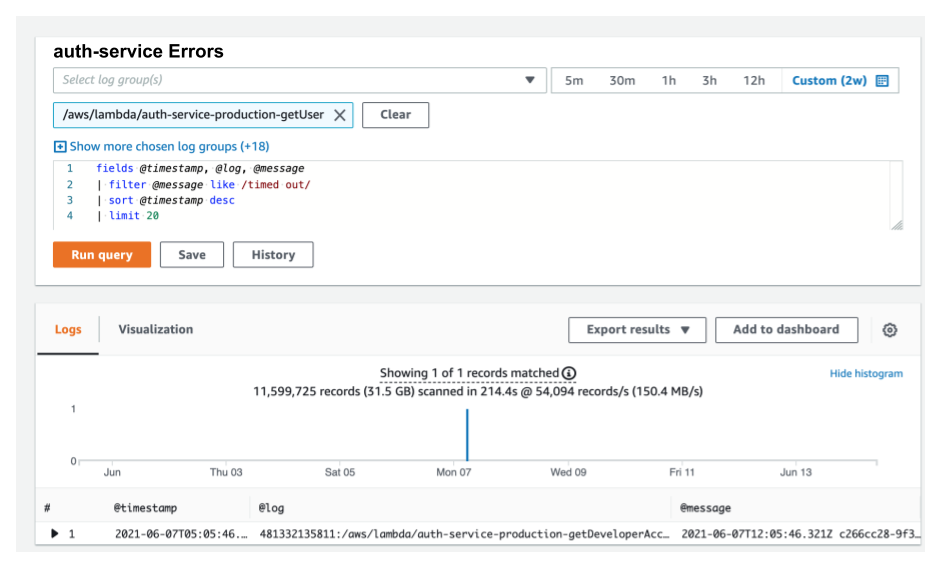 auth-service Errors
Select log group(s)
5m 30m 1h 3h 12h Custom (2w)
/aws/lambda/auth-service-production-getUser
Clear
Show more chosen log groups (+18)
1 fields @timestamp, @log, @message
2 | filter @message like /timed out/
3 | sort @timestamp desc
4 | limit 20
Run query Save History
Logs Visualization Export results Add to dashboard
Showing 1 of 1 records matched
Hide histogram
11,599,725 records (31.5 GB) scanned in 214.4s @ 54,094 records/s (150.4 MB/s)
1
0
Jun Thu 03 Sat 05 Mon 07 Wed 09 Fri 11 Jun 13
# @timestamp @log @message
1 2021-06-07T05:05:46... 481332135811:/aws/lambda/auth-service-production-getDeveloperAcc... 2021-06-07T12:05:46.321Z c266cc28-9f3...